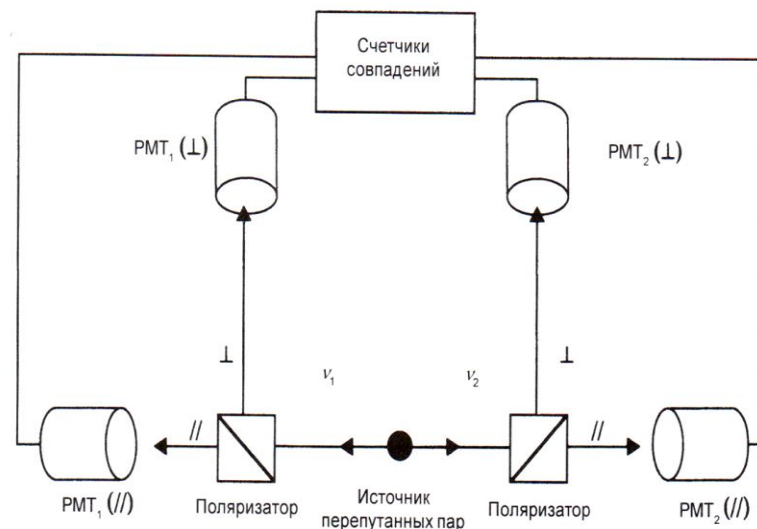 Счетчики
совпадений
PMT₁ (⊥)
PMT₂ (⊥)
⊥
⊥
ν₁
ν₂
//
//
PMT₁ (//)
Поляризатор
Источник
перепутанных пар
Поляризатор
PMT₂ (//)